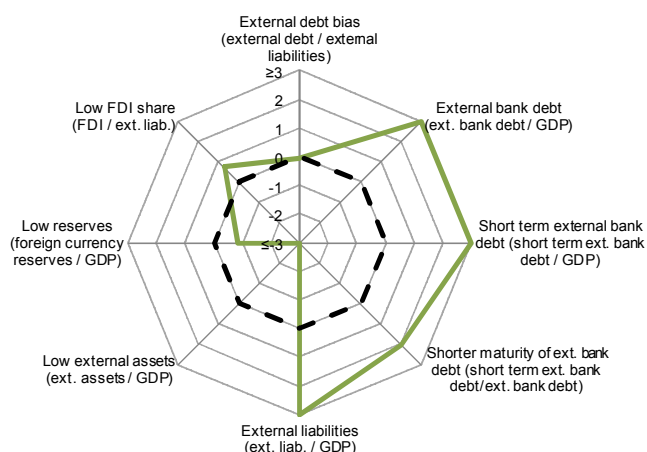 External debt bias
(external debt / external
liabilities)
≥3
2
1
0
-1
-2
≤-3
External bank debt
(ext. bank debt / GDP)
Short term external bank
debt (short term ext. bank
debt / GDP)
Shorter maturity of ext. bank
debt (short term ext. bank
debt/ext. bank debt)
External liabilities
(ext. liab. / GDP)
Low external assets
(ext. assets / GDP)
Low reserves
(foreign currency
reserves / GDP)
Low FDI share
(FDI / ext. liab.)